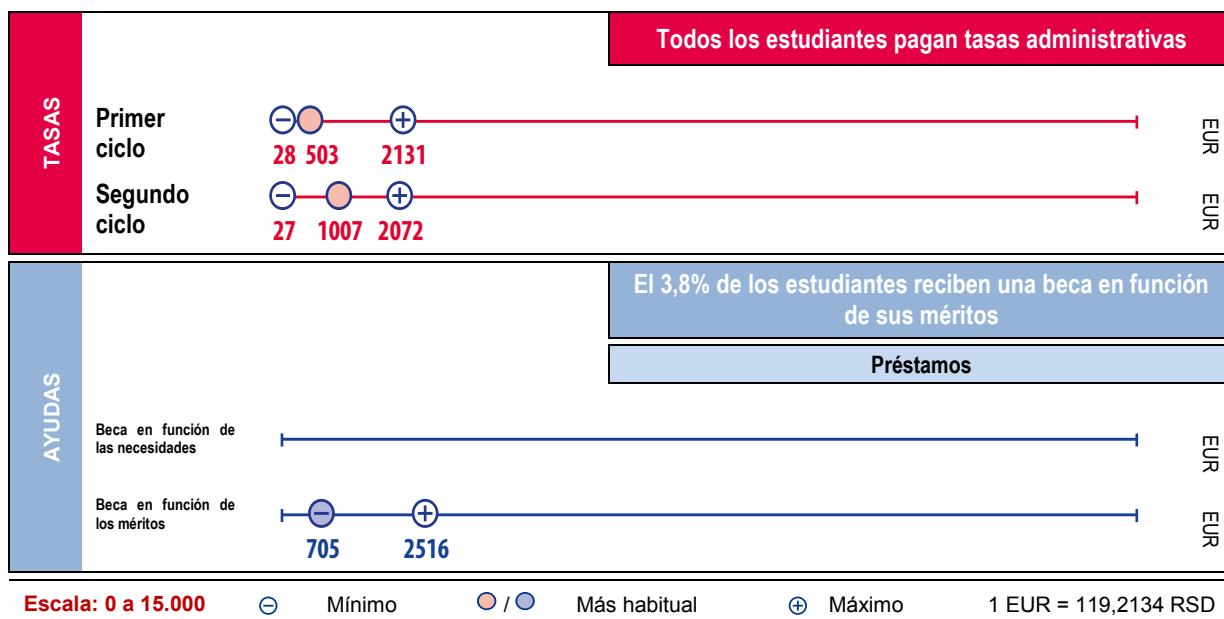 Todos los estudiantes pagan tasas administrativas
TASAS
Primer
ciclo
28 503 2131
EUR
Segundo
ciclo
27 1007 2072
EUR
El 3,8% de los estudiantes reciben una beca en función
de sus méritos
Préstamos
AYUDAS
Beca en función de
las necesidades
EUR
Beca en función de
los méritos
705 2516
EUR
Escala: 0 a 15.000 Mínimo / Más habitual Máximo 1 EUR = 119,2134 RSD